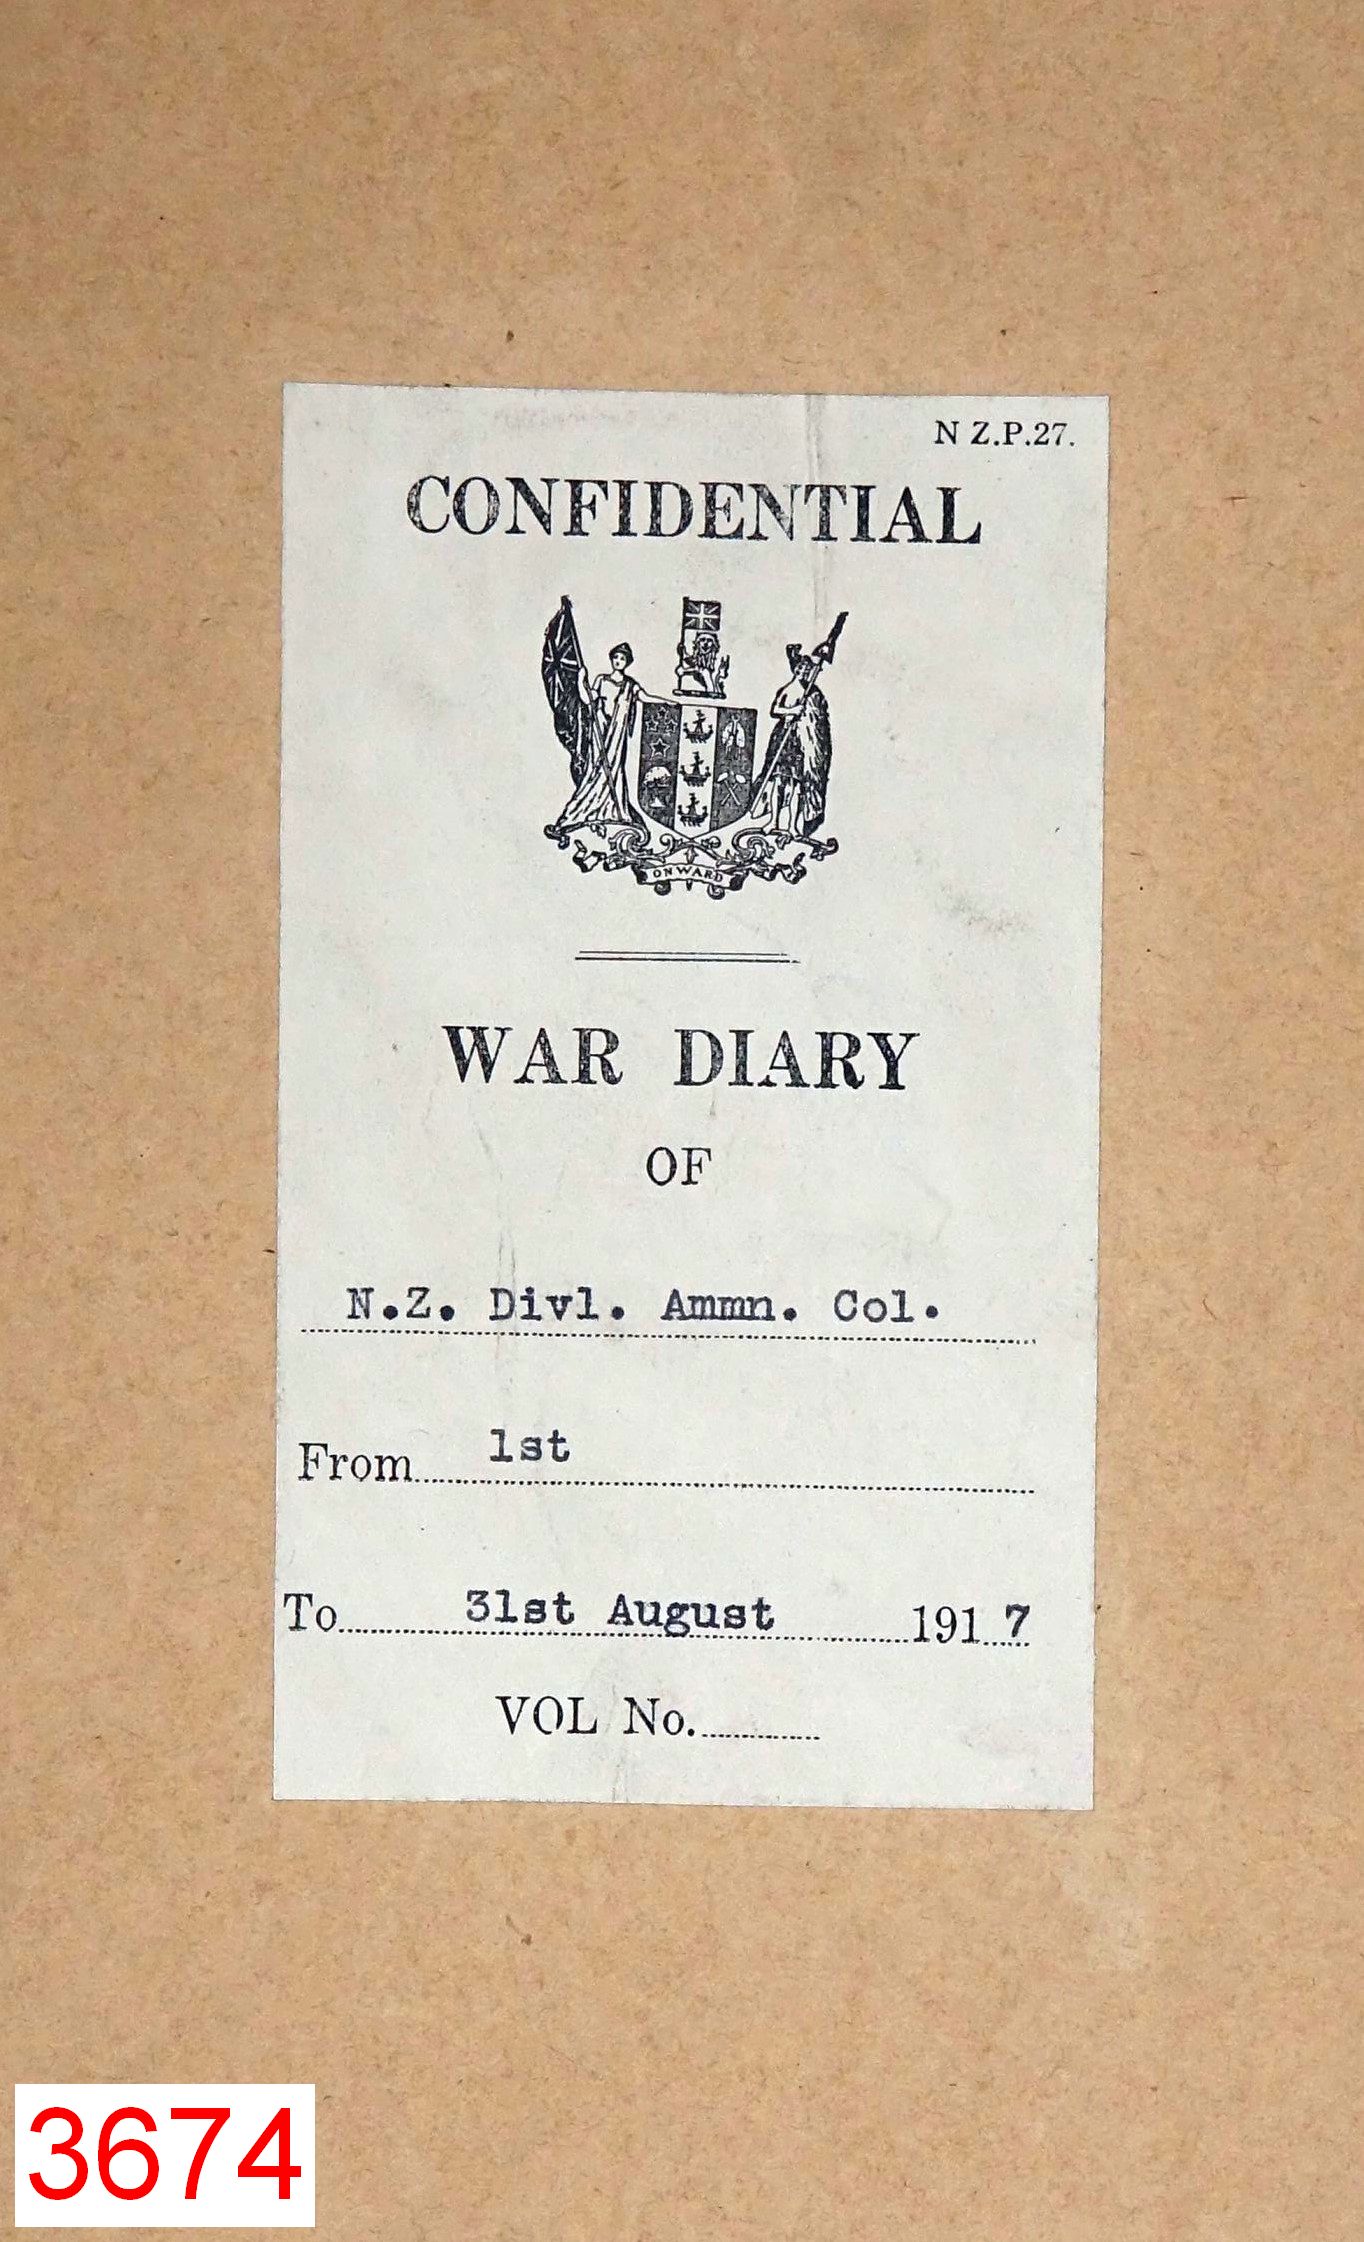 N Z.P.27.
CONFIDENTIAL
ONWARD
WAR DIARY
OF
N.Z. Divl. Ammn. Col.
From 1st
To 31st August 1917
VOL No.
3674